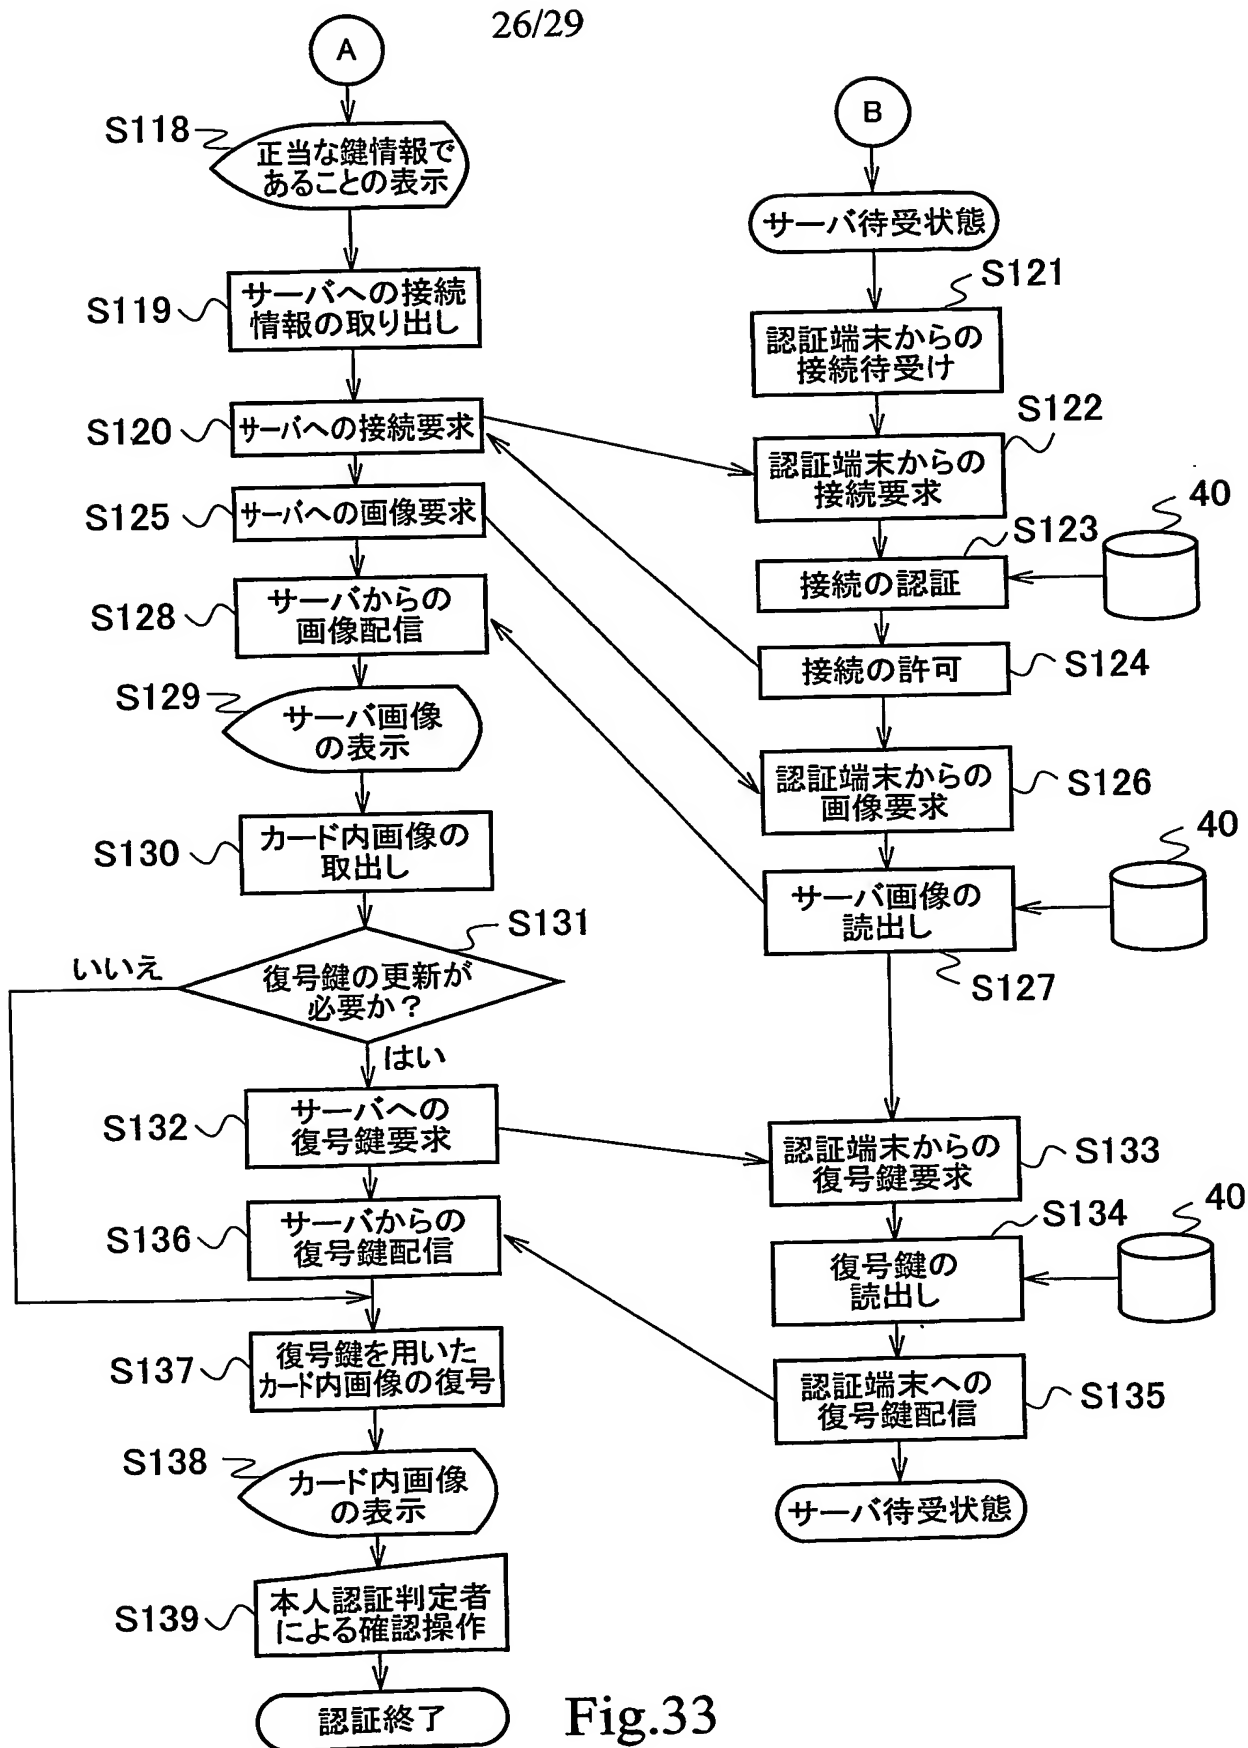 26/29
A
S118
正当な鍵情報で
あることの表示
S119
サーバへの接続
情報の取り出し
S120
サーバへの接続要求
S125
サーバへの画像要求
S128
サーバからの
画像配信
S129
サーバ画像
の表示
S130
カード内画像の
取出し
S131
復号鍵の更新が
必要か?
いいえ
はい
S132
サーバへの
復号鍵要求
S136
サーバからの
復号鍵配信
S137
復号鍵を用いた
カード内画像の復号
S138
カード内画像
の表示
S139
本人認証判定者
による確認操作
認証終了
B
サーバ待受状態
S121
認証端末からの
接続待受け
S122
認証端末からの
接続要求
S123
接続の認証
40
接続の許可
S124
認証端末からの
画像要求
S126
サーバ画像の
読出し
40
S127
認証端末からの
復号鍵要求
S133
S134
復号鍵の
読出し
40
認証端末への
復号鍵配信
S135
サーバ待受状態
Fig.33